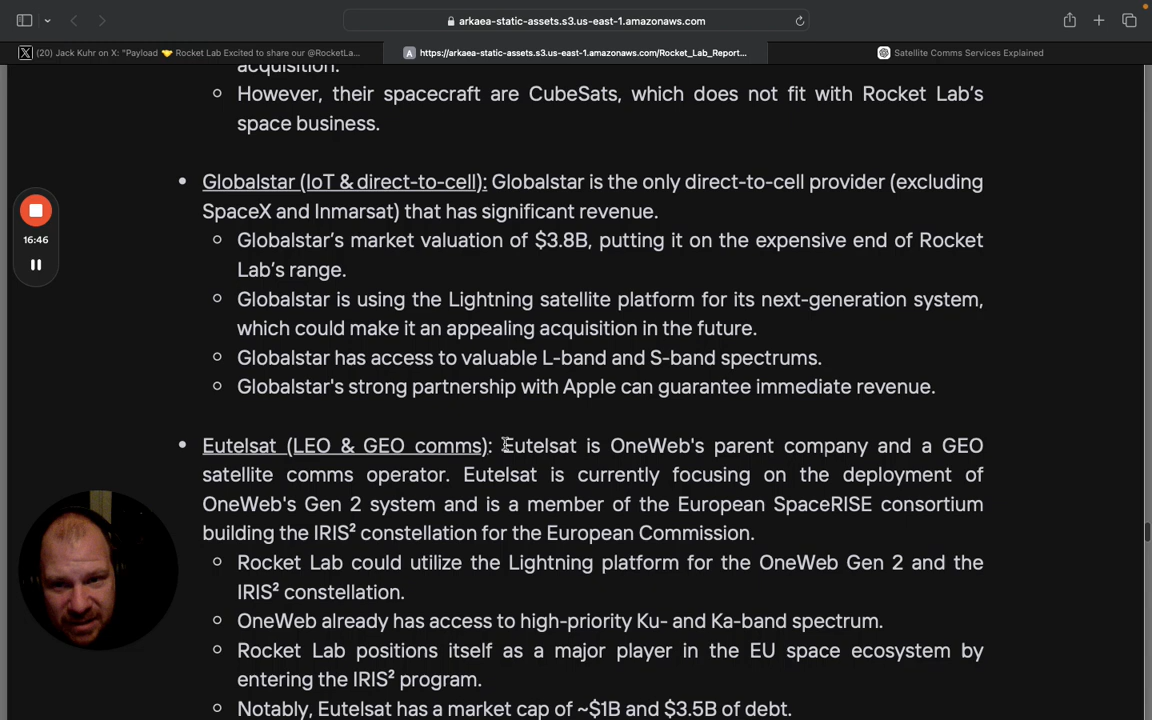 arkaea-static-assets.s3.us-east-1.amazonaws.com
(20) Jack Kuhr on X: "Payload 🤝 Rocket Lab Excited to share our @RocketLa...
A https://arkaea-static-assets.s3.us-east-1.amazonaws.com/Rocket_Lab_Report...
Satellite Comms Services Explained
acquisition.
However, their spacecraft are CubeSats, which does not fit with Rocket Lab's
space business.
Globalstar (IoT & direct-to-cell): Globalstar is the only direct-to-cell provider (excluding
SpaceX and Inmarsat) that has significant revenue.
16:46
Globalstar's market valuation of $3.8B, putting it on the expensive end of Rocket
Lab's range.
Globalstar is using the Lightning satellite platform for its next-generation system,
which could make it an appealing acquisition in the future.
Globalstar has access to valuable L-band and S-band spectrums.
Globalstar's strong partnership with Apple can guarantee immediate revenue.
Eutelsat (LEO & GEO comms): Eutelsat is OneWeb's parent company and a GEO
satellite comms operator. Eutelsat is currently focusing on the deployment of
OneWeb's Gen 2 system and is a member of the European SpaceRISE consortium
building the IRIS² constellation for the European Commission.
Rocket Lab could utilize the Lightning platform for the OneWeb Gen 2 and the
IRIS² constellation.
OneWeb already has access to high-priority Ku- and Ka-band spectrum.
Rocket Lab positions itself as a major player in the EU space ecosystem by
entering the IRIS² program.
Notably, Eutelsat has a market cap of ~$1B and $3.5B of debt.